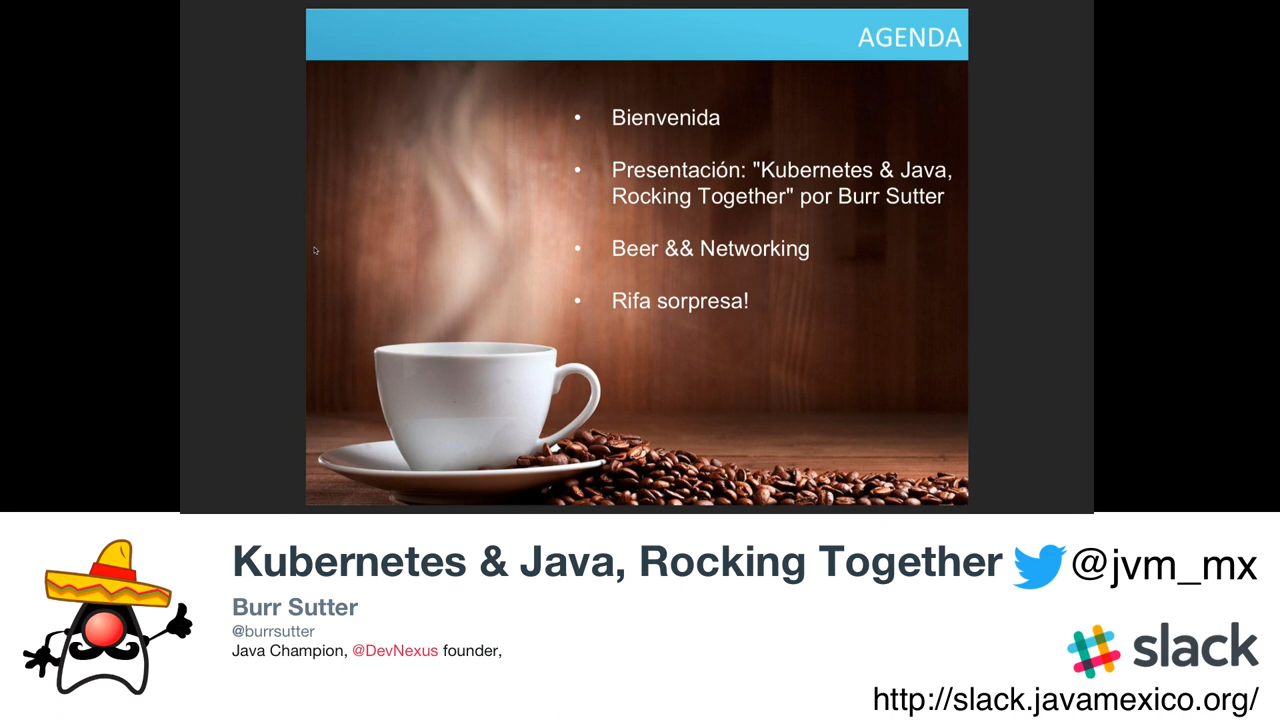 AGENDA
• Bienvenida
• Presentación: "Kubernetes & Java,
Rocking Together" por Burr Sutter
• Beer && Networking
• Rifa sorpresa!
Kubernetes & Java, Rocking Together
@jvm_mx
Burr Sutter
@burrsutter
Java Champion, @DevNexus founder,
slack
http://slack.javamexico.org/